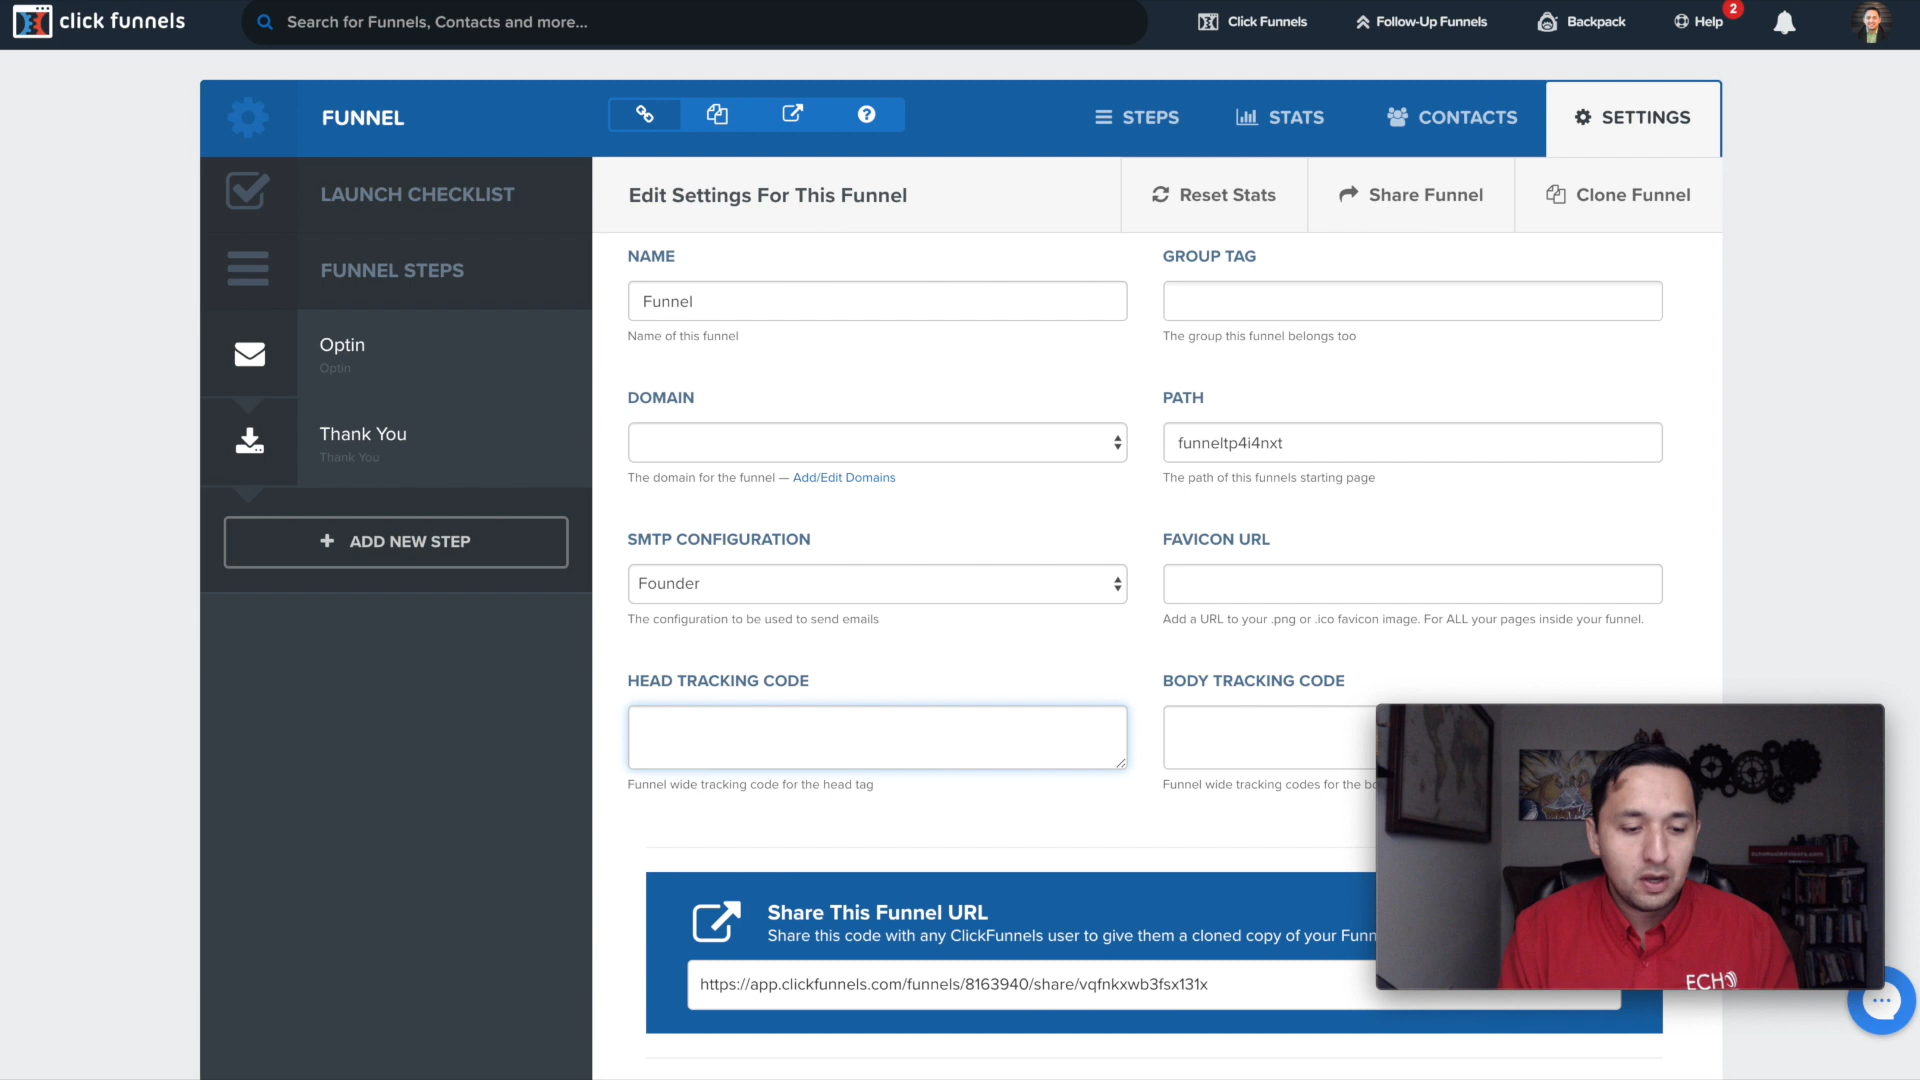 click funnels
Search for Funnels, Contacts and more...
Click Funnels
Follow-Up Funnels
Backpack
Help
2
FUNNEL
STEPS
STATS
CONTACTS
SETTINGS
LAUNCH CHECKLIST
Edit Settings For This Funnel
Reset Stats
Share Funnel
Clone Funnel
FUNNEL STEPS
Optin
Optin
Thank You
Thank You
+ ADD NEW STEP
NAME
Funnel
Name of this funnel
GROUP TAG
The group this funnel belongs too
DOMAIN
The domain for the funnel — Add/Edit Domains
PATH
funneltp4i4nxt
The path of this funnels starting page
SMTP CONFIGURATION
Founder
The configuration to be used to send emails
FAVICON URL
Add a URL to your .png or .ico favicon image. For ALL your pages inside your funnel.
HEAD TRACKING CODE
Funnel wide tracking code for the head tag
BODY TRACKING CODE
Funnel wide tracking codes for the
Share This Funnel URL
Share this code with any ClickFunnels user to give them a cloned copy of your
https://app.clickfunnels.com/funnels/8163940/share/vqfnkxwb3fsx131x
ECHO